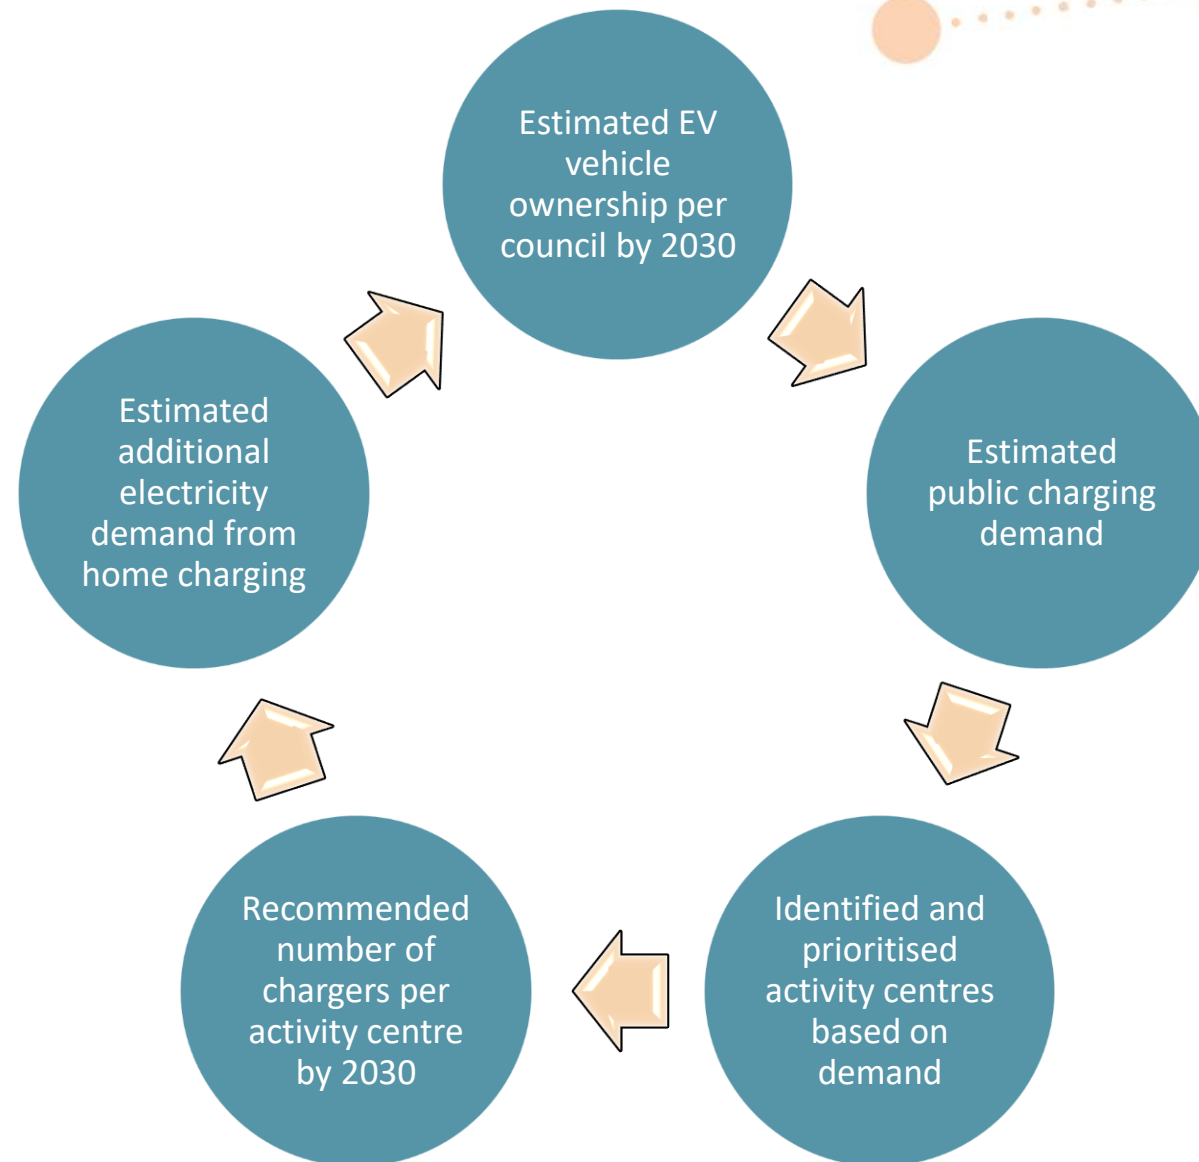 Estimated EV
vehicle
ownership per
council by 2030
Estimated
public charging
demand
Identified and
prioritised
activity centres
based on
demand
Recommended
number of
chargers per
activity centre
by 2030
Estimated
additional
electricity
demand from
home charging